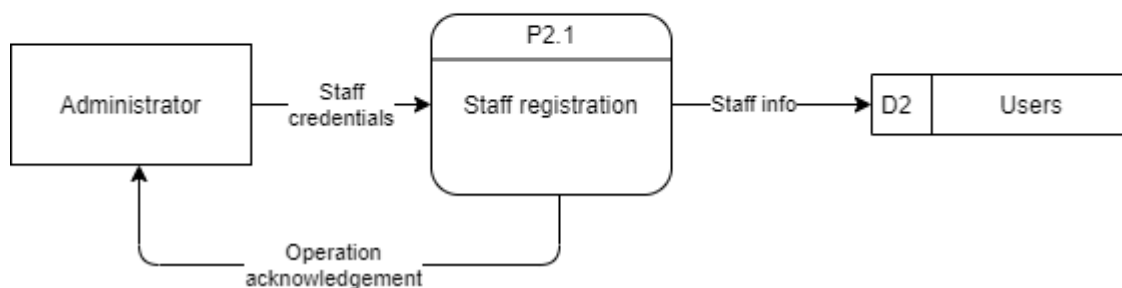 P2.1
Administrator
Staff
credentials
Staff registration
Staff info
D2
Users
Operation
acknowledgement